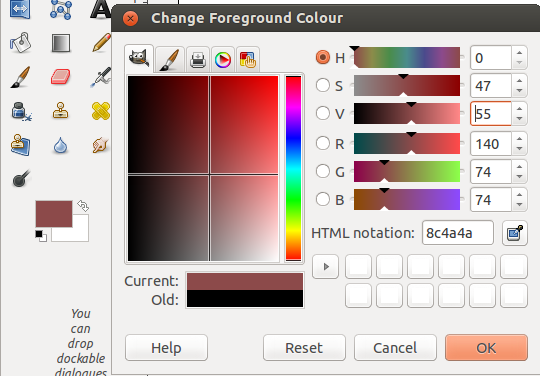 Change Foreground Colour
H 0
S 47
V 55
R 140
G 74
B 74
HTML notation: 8c4a4a
Current:
Old:
You
can
drop
dockable
dialogues
Help Reset Cancel OK